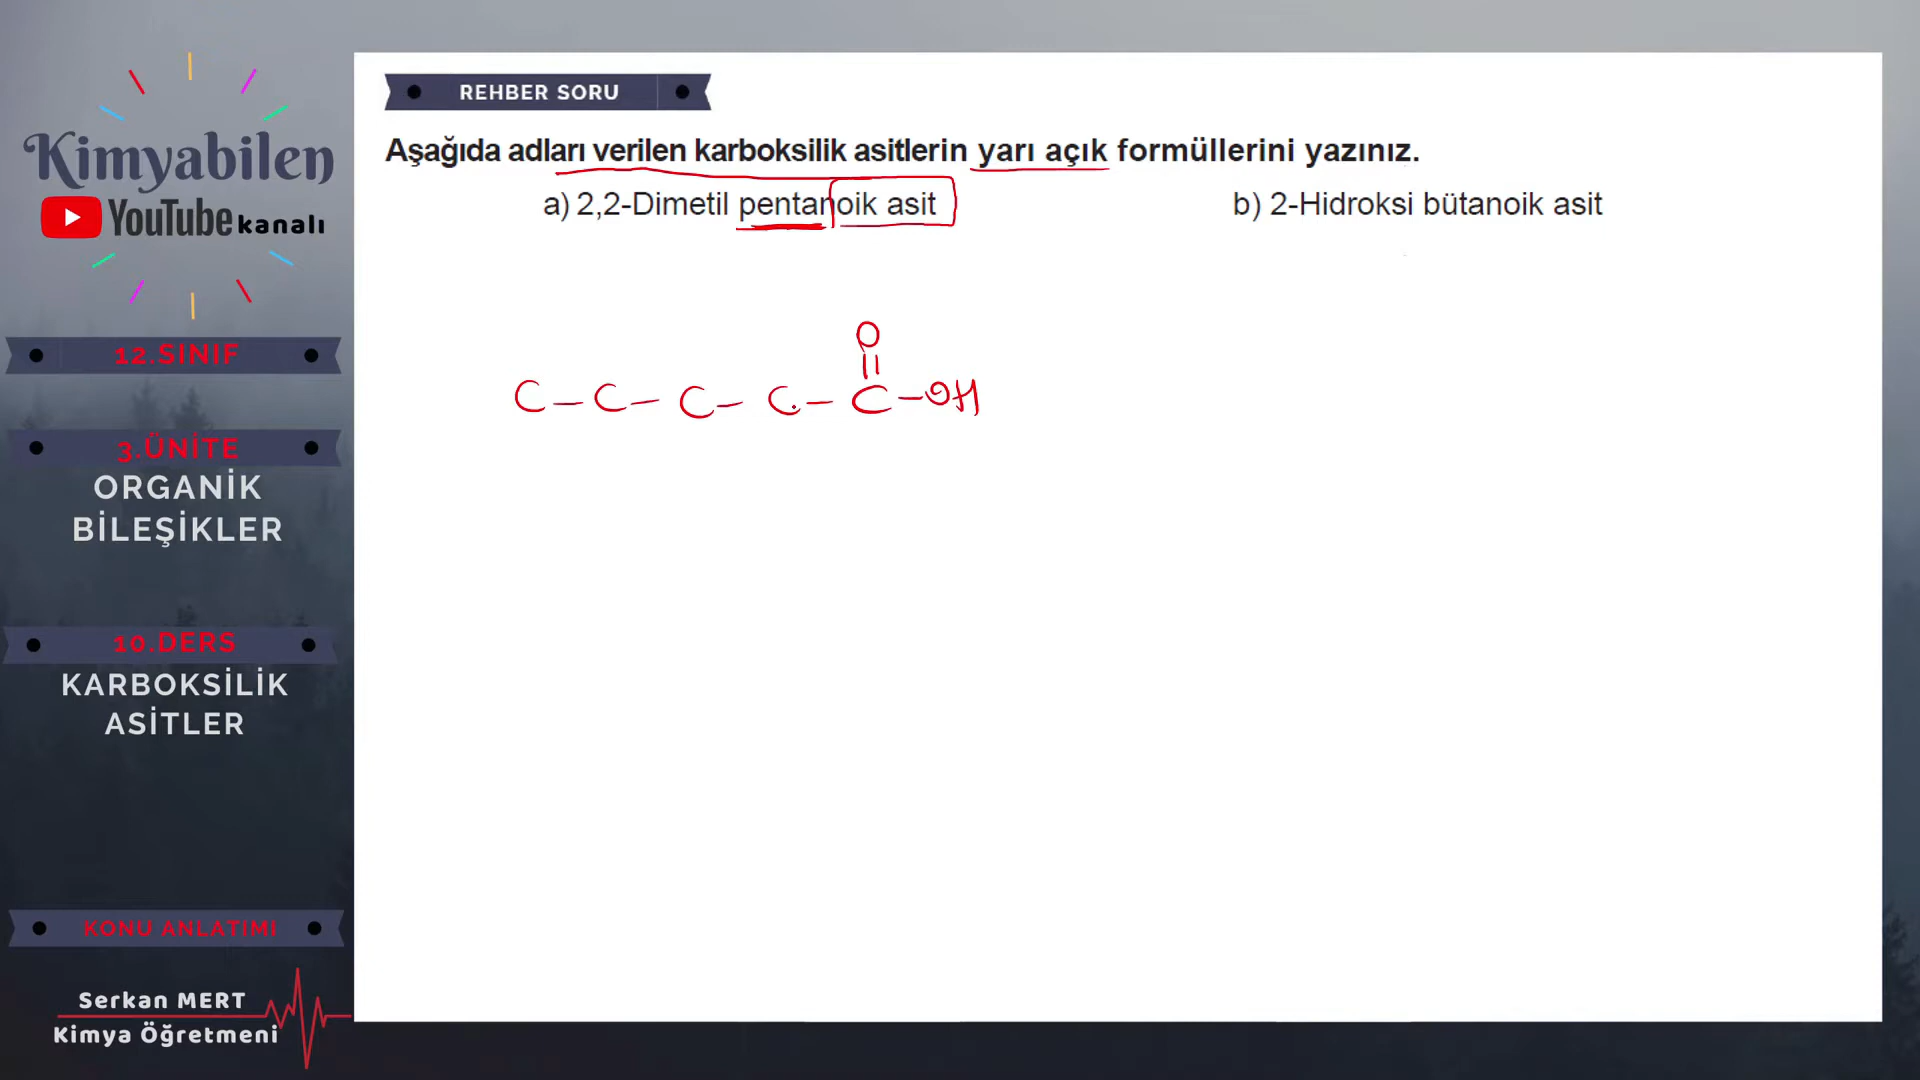 Kimyabilen
YouTube kanalı
12.SINIF
3.ÜNİTE
ORGANİK
BİLEŞİKLER
10.DERS
KARBOKSİLİK
ASİTLER
KONU ANLATIMI
Serkan MERT
Kimya Öğretmeni
REHBER SORU
Aşağıda adları verilen karboksilik asitlerin yarı açık formüllerini yazınız.
a) 2,2-Dimetil pentanoik asit b) 2-Hidroksi bütanoik asit
O
||
C - C - C - C - C - OH